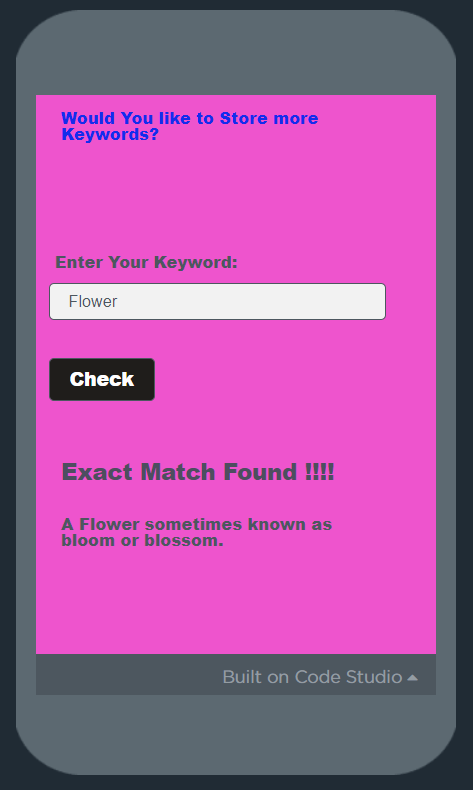 Would You like to Store more
Keywords?
Enter Your Keyword:
Flower
Check
Exact Match Found !!!!
A Flower sometimes known as
bloom or blossom.
Built on Code Studio